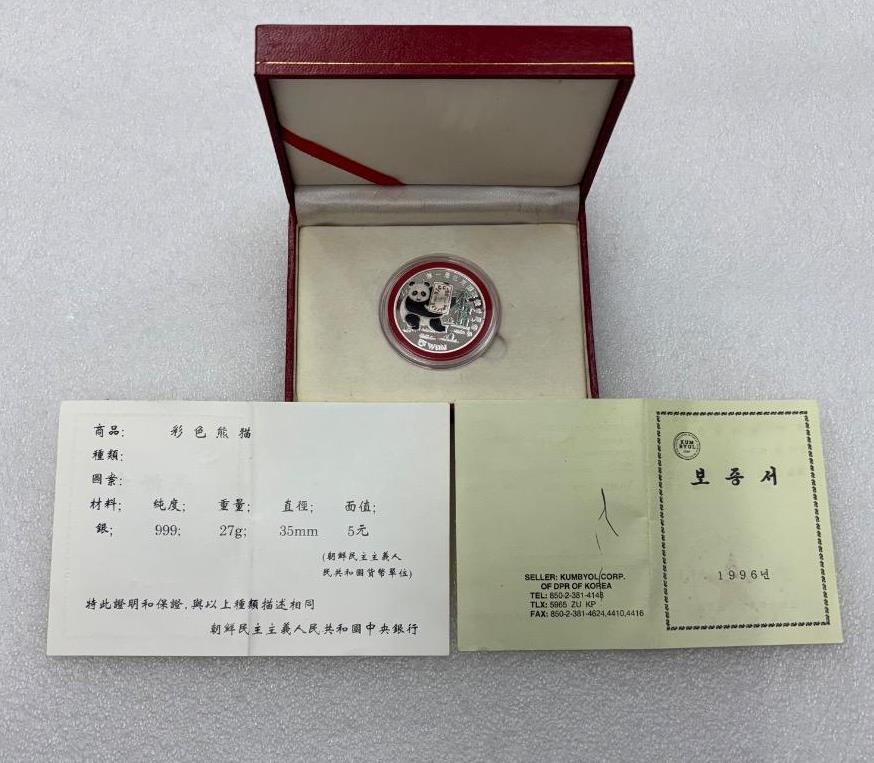 WON
商品; 彩色熊猫
種類;
圖案;
材料; 純度; 重量; 直徑; 面值;
銀; 999; 27g; 35mm 5元
(朝鮮民主主義人
民共和國貨幣單位)
特此證明和保證,與以上種類描述相同
朝鮮民主主義人民共和國中央銀行
SELLER: KUMBYOL CORP.
OF DPR OF KOREA
TEL: 850-2-381-4148
TLX: 5965 ZU KP
FAX: 850-2-381-4624,4410,4416
KUM
BYOL
보증서
1996년